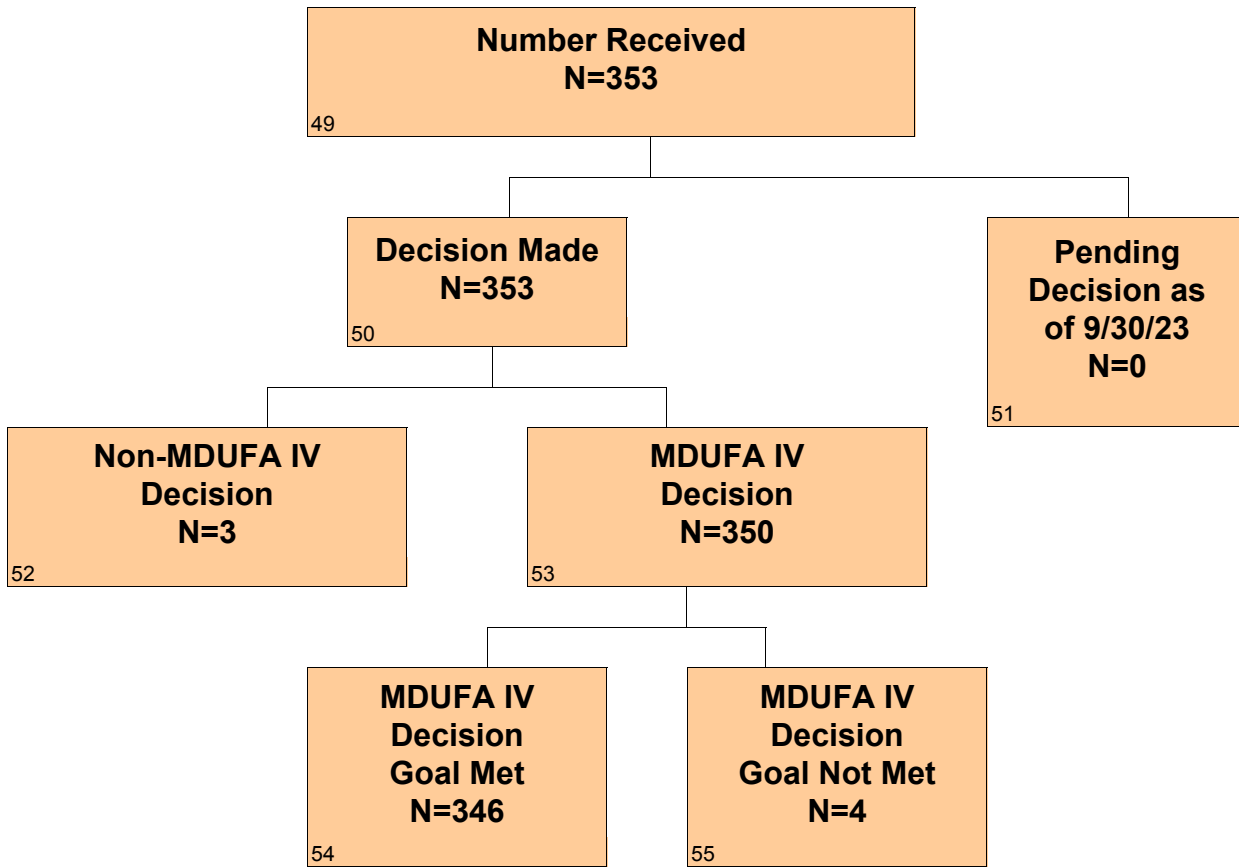 Number Received
N=353
49
Decision Made
N=353
50
Pending
Decision as
of 9/30/23
N=0
51
Non-MDUFA IV
Decision
N=3
52
MDUFA IV
Decision
N=350
53
MDUFA IV
Decision
Goal Met
N=346
54
MDUFA IV
Decision
Goal Not Met
N=4
55